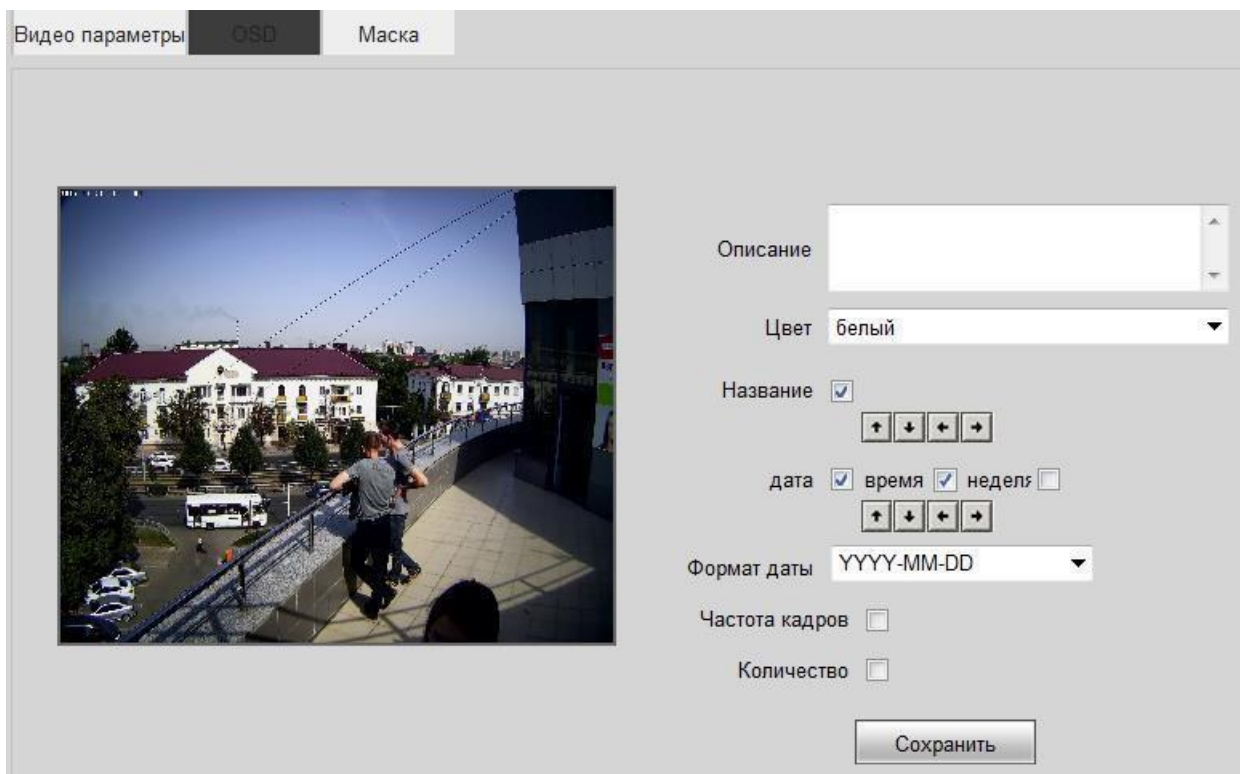 Видео параметры OSD Маска
Описание
Цвет белый
Название
дата время неделя
Формат даты YYYY-MM-DD
Частота кадров
Количество
Сохранить